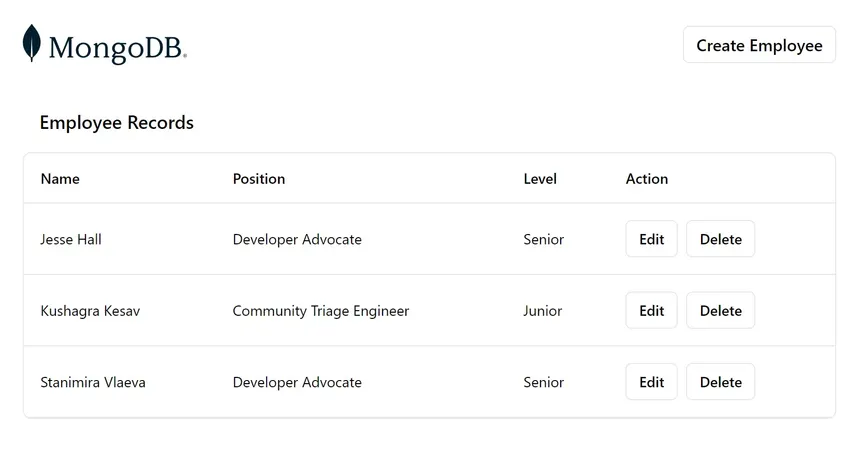 MongoDB®
Create Employee
Employee Records
Name Position Level Action
Jesse Hall Developer Advocate Senior Edit Delete
Kushagra Kesav Community Triage Engineer Junior Edit Delete
Stanimira Vlaeva Developer Advocate Senior Edit Delete